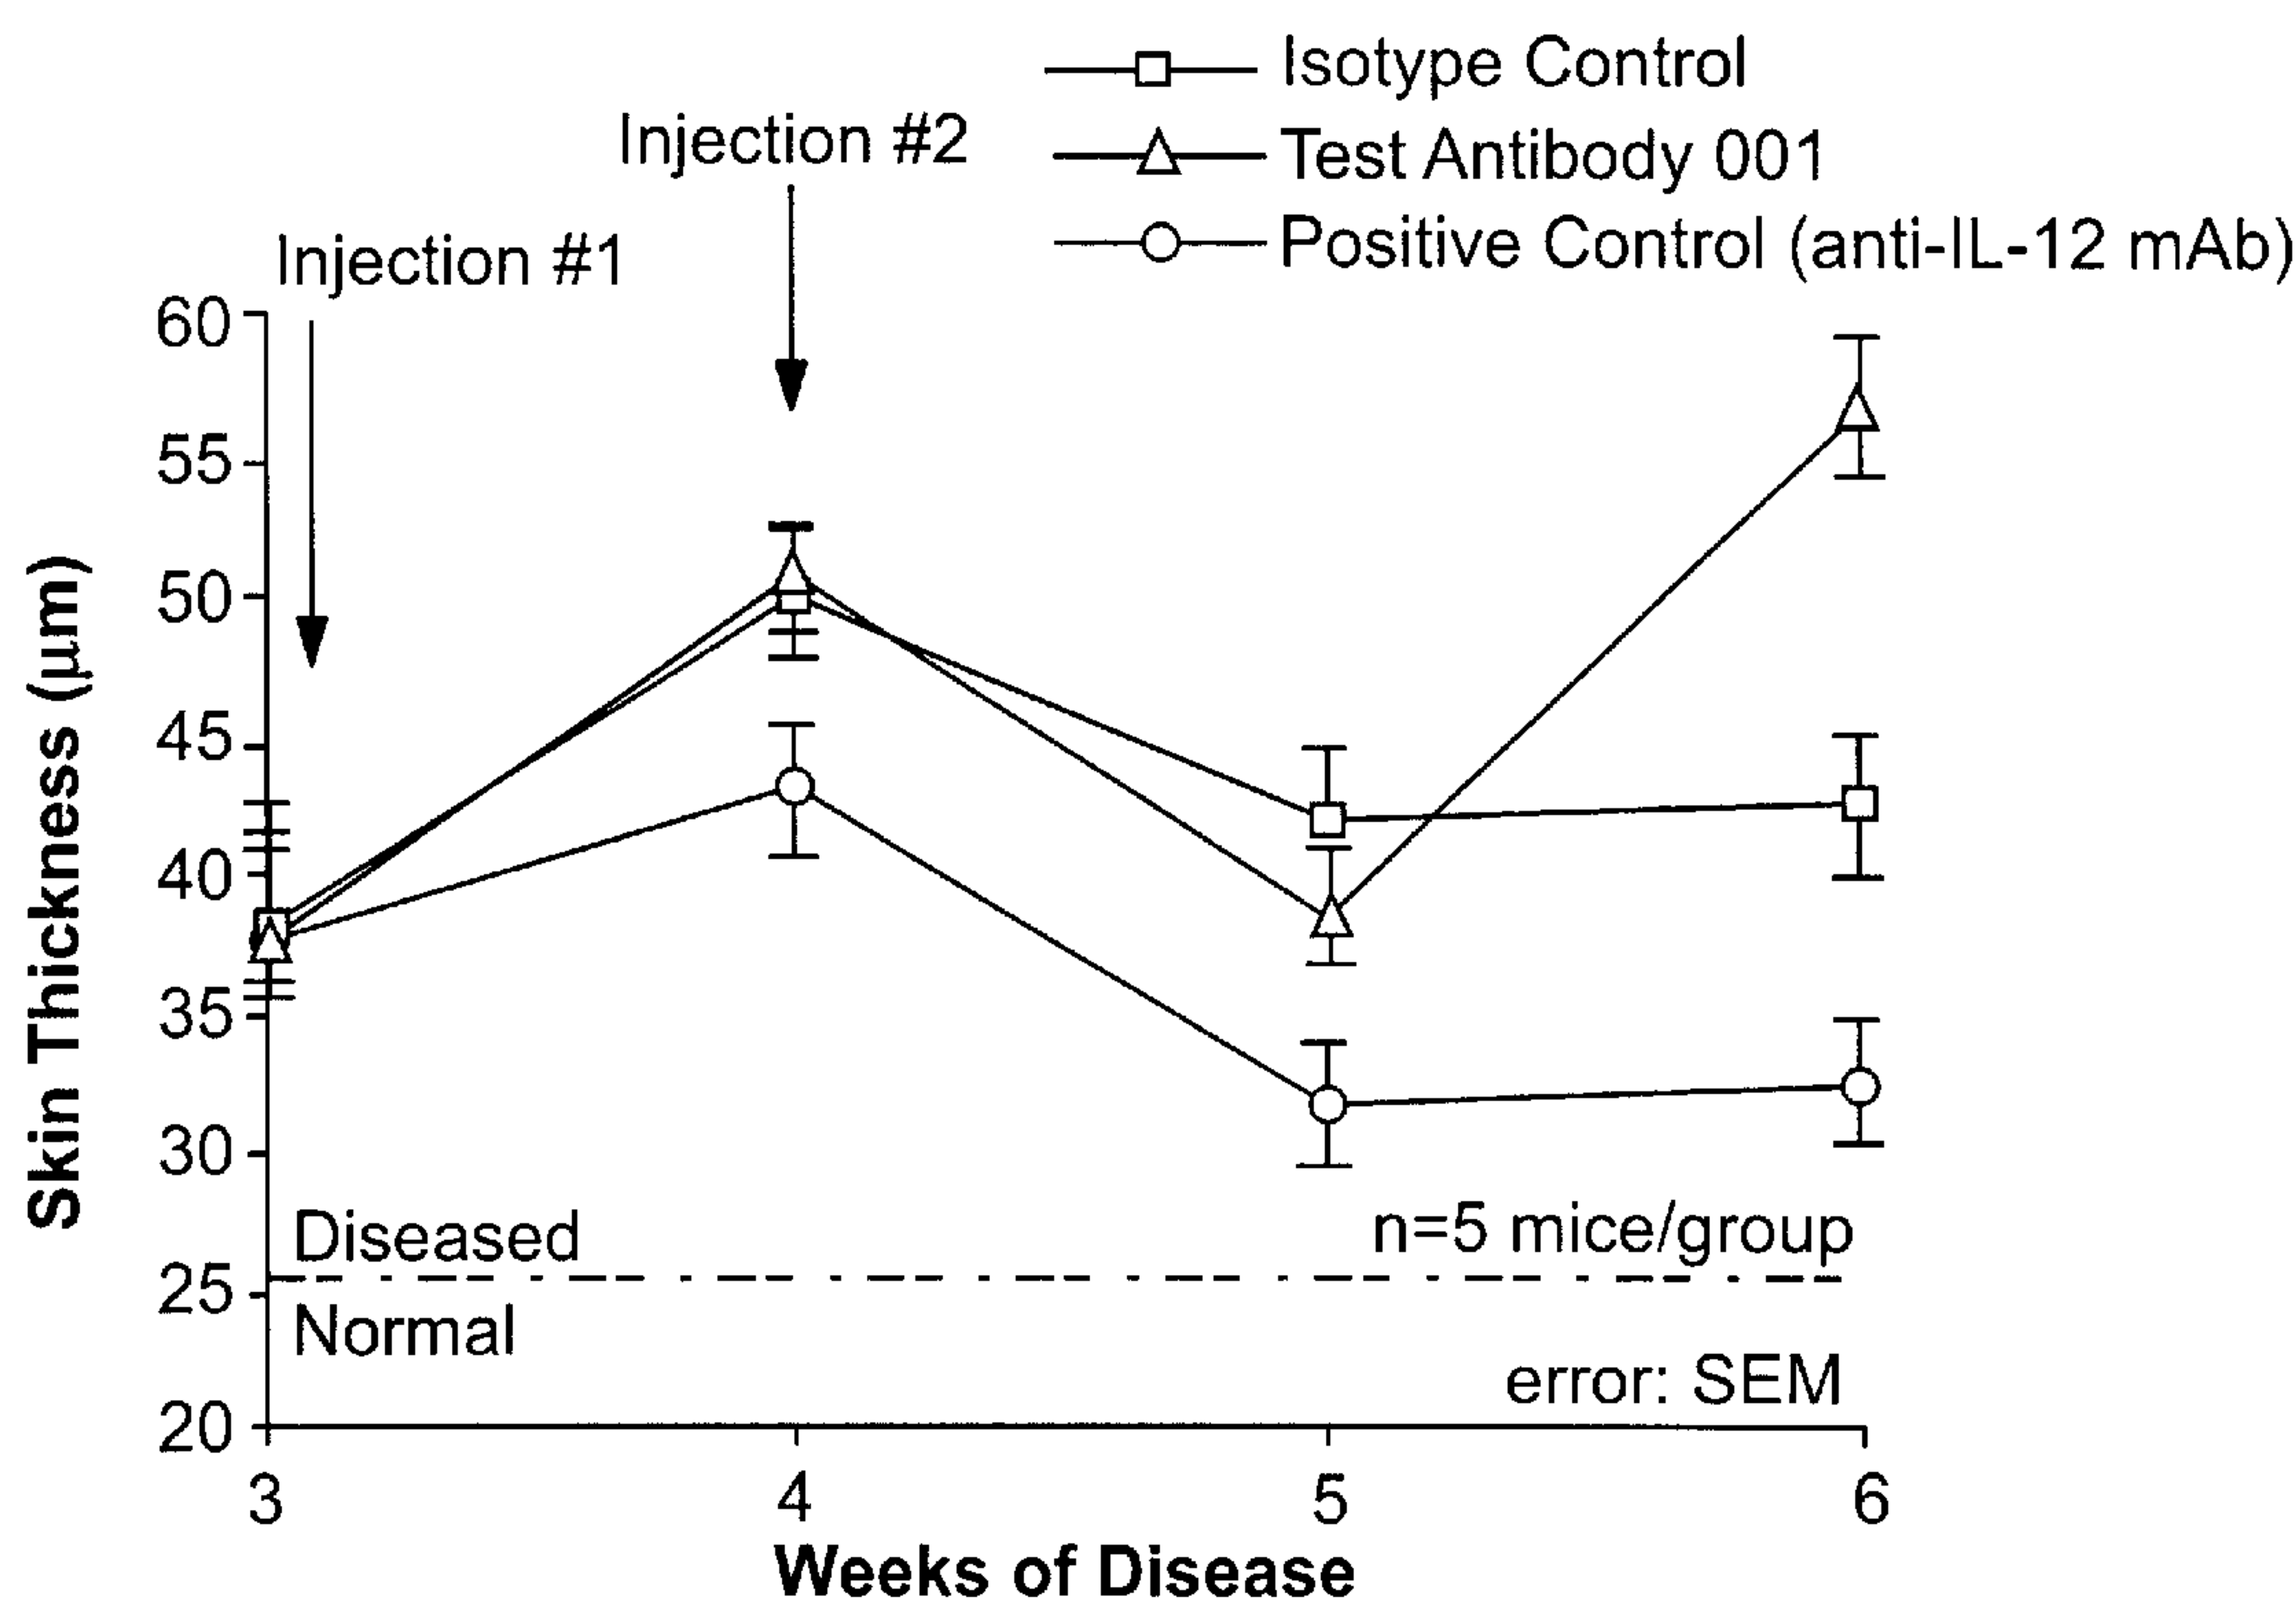 Isotype Control
Injection #2
Test Antibody 001
Positive Control (anti-IL-12 mAb)
Injection #1
60
55
50
45
40
35
30
25
20
Skin Thickness (μm)
Diseased
n=5 mice/group
Normal
error: SEM
3
4
5
6
Weeks of Disease